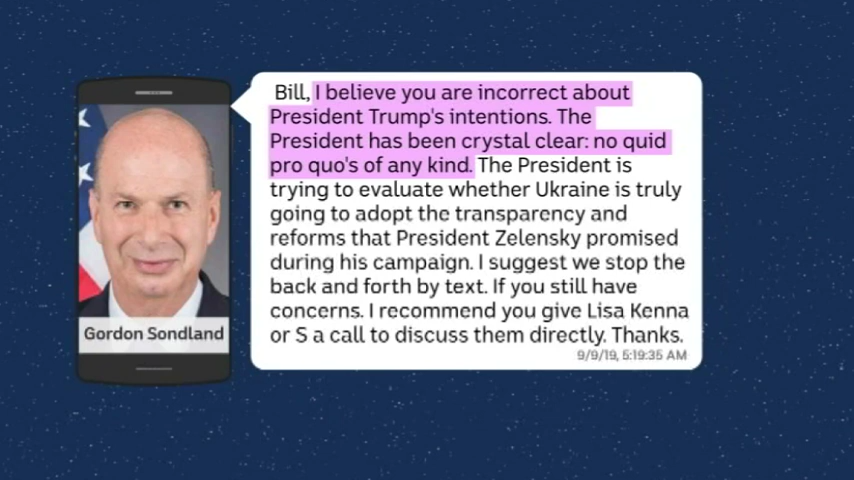 Bill, I believe you are incorrect about
President Trump's intentions. The
President has been crystal clear: no quid
pro quo's of any kind. The President is
trying to evaluate whether Ukraine is truly
going to adopt the transparency and
reforms that President Zelensky promised
during his campaign. I suggest we stop the
back and forth by text. If you still have
concerns. I recommend you give Lisa Kenna
or S a call to discuss them directly. Thanks.
9/9/19, 5:19:35 AM
Gordon Sondland